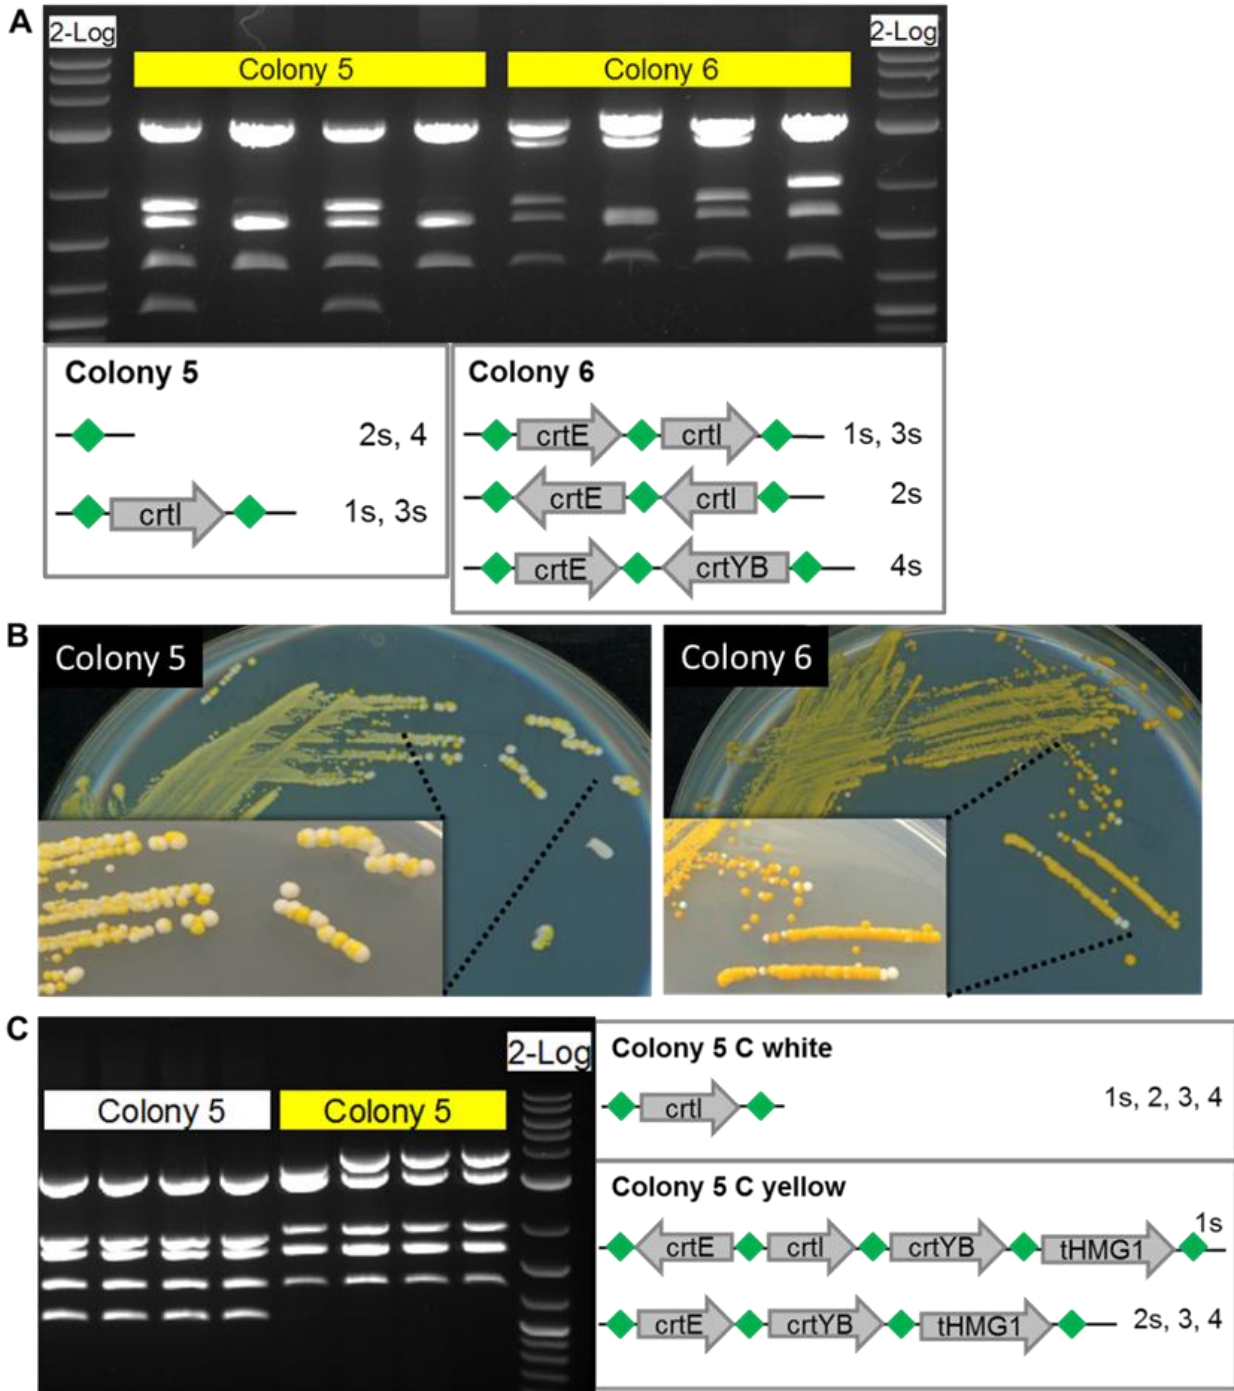 A
2-Log
Colony 5
Colony 6
2-Log
Colony 5
2s, 4
crtI
1s, 3s
Colony 6
crtE
crtI
1s, 3s
crtE
crtI
2s
crtE
crtYB
4s
B
Colony 5
Colony 6
C
Colony 5
Colony 5
2-Log
Colony 5 C white
crtI
1s, 2, 3, 4
Colony 5 C yellow
crtE
crtI
crtYB
tHMG1
1s
crtE
crtYB
tHMG1
2s, 3, 4